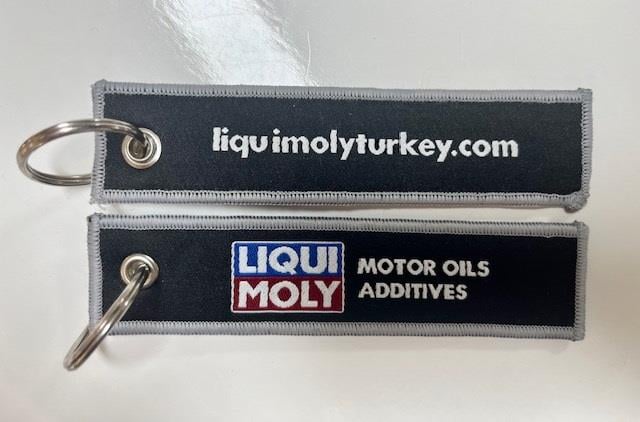 liquimolyturkey.com
LIQUI
MOLY
MOTOR OILS
ADDITIVES